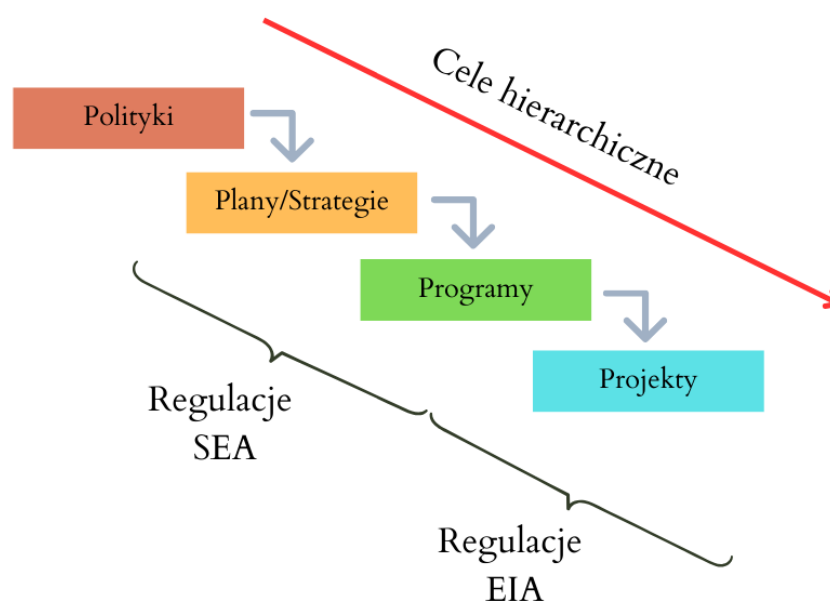 Cele hierarchiczne
Polityki
Plany/Strategie
Programy
Projekty
Regulacje
SEA
Regulacje
EIA